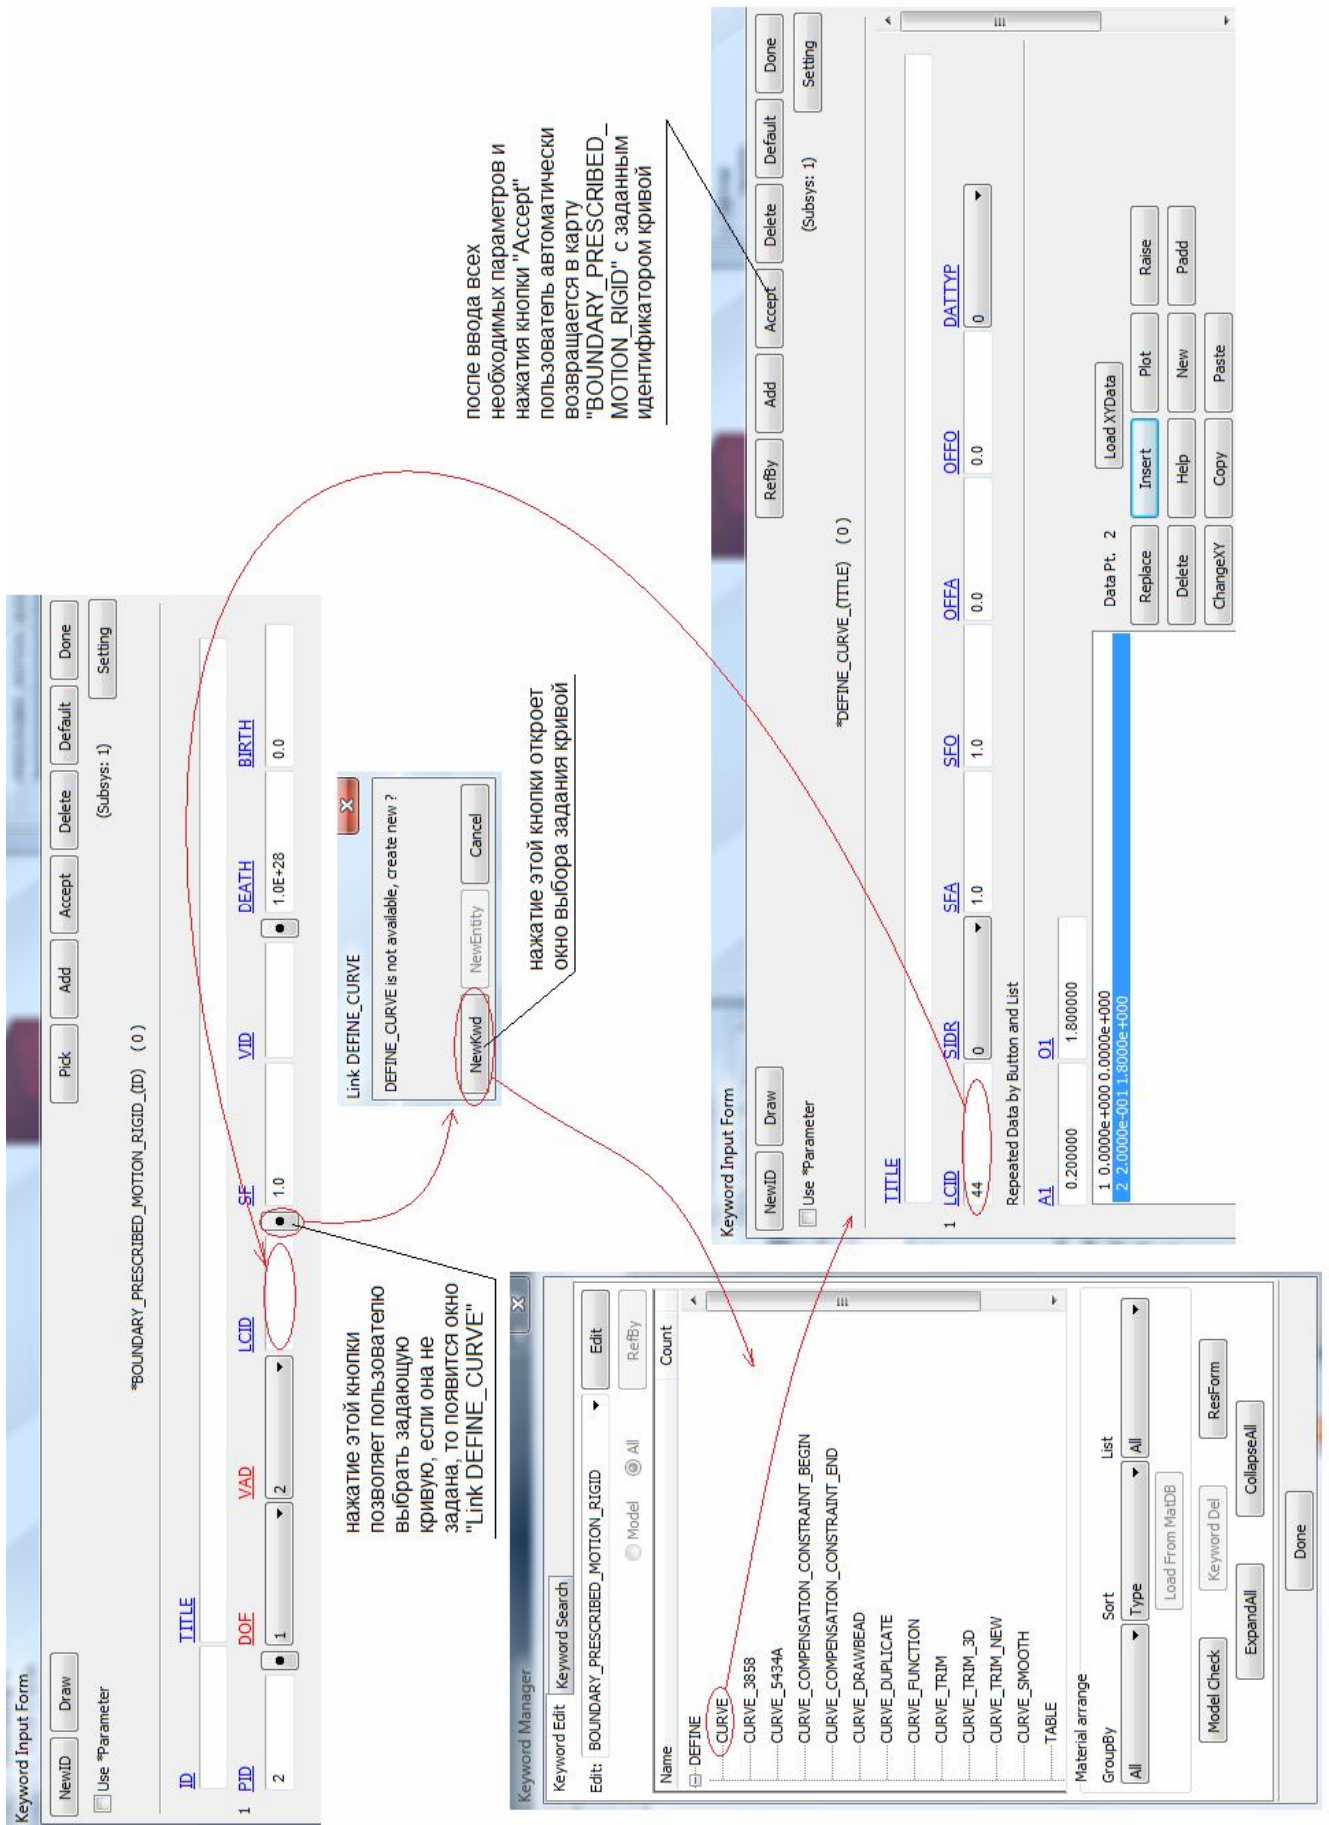 Keyword Input Form
NewID Draw Pick Add Accept Delete Default Done
Use *Parameter (Subsys: 1) Setting
*BOUNDARY_PRESCRIBED_MOTION_RIGID_(ID) (0)
ID TITLE
PID DOF VAD LCID SF VID DEATH BIRTH
1 2 1 2 1.0 1.0E+28 0.0
нажатие этой кнопки
позволяет пользователю
выбрать задающую
кривую, если она не
задана, то появится окно
"Link DEFINE_CURVE"
Link DEFINE_CURVE
DEFINE_CURVE is not available, create new ?
NewKwd NewEntity Cancel
нажатие этой кнопки откроет
окно выбора задания кривой
после ввода всех
необходимых параметров и
нажатия кнопки "Accept"
пользователь автоматически
возвращается в карту
"BOUNDARY_PRESCRIBED_
MOTION_RIGID" с заданным
идентификатором кривой
Keyword Manager
Keyword Edit Keyword Search
Edit: BOUNDARY_PRESCRIBED_MOTION_RIGID Edit
Model All RefBy
Name Count
DEFINE
CURVE
CURVE_3858
CURVE_5434A
CURVE_COMPENSATION_CONSTRAINT_BEGIN
CURVE_COMPENSATION_CONSTRAINT_END
CURVE_DRAWBEAD
CURVE_DUPLICATE
CURVE_FUNCTION
CURVE_TRIM
CURVE_TRIM_3D
CURVE_TRIM_NEW
CURVE_SMOOTH
TABLE
Material arrange
GroupBy Sort List
All Type All
Load From MatDB
Model Check Keyword Del ResForm
ExpandAll CollapseAll
Done
Keyword Input Form
NewID Draw RefBy Add Accept Delete Default Done
Use *Parameter (Subsys: 1) Setting
*DEFINE_CURVE_(TITLE) (0)
TITLE
1 LCID SIDR SFA SFO OFFA OFFO DATTYP
44 0 1.0 1.0 0.0 0.0 0
Repeated Data by Button and List
A1 O1
0.200000 1.800000
1 0.0000e+000 0.0000e+000
2 2.0000e-001 1.8000e+000
Data Pt. 2 Load XYData
Replace Insert Plot Raise
Delete Help New Padd
ChangeXY Copy Paste